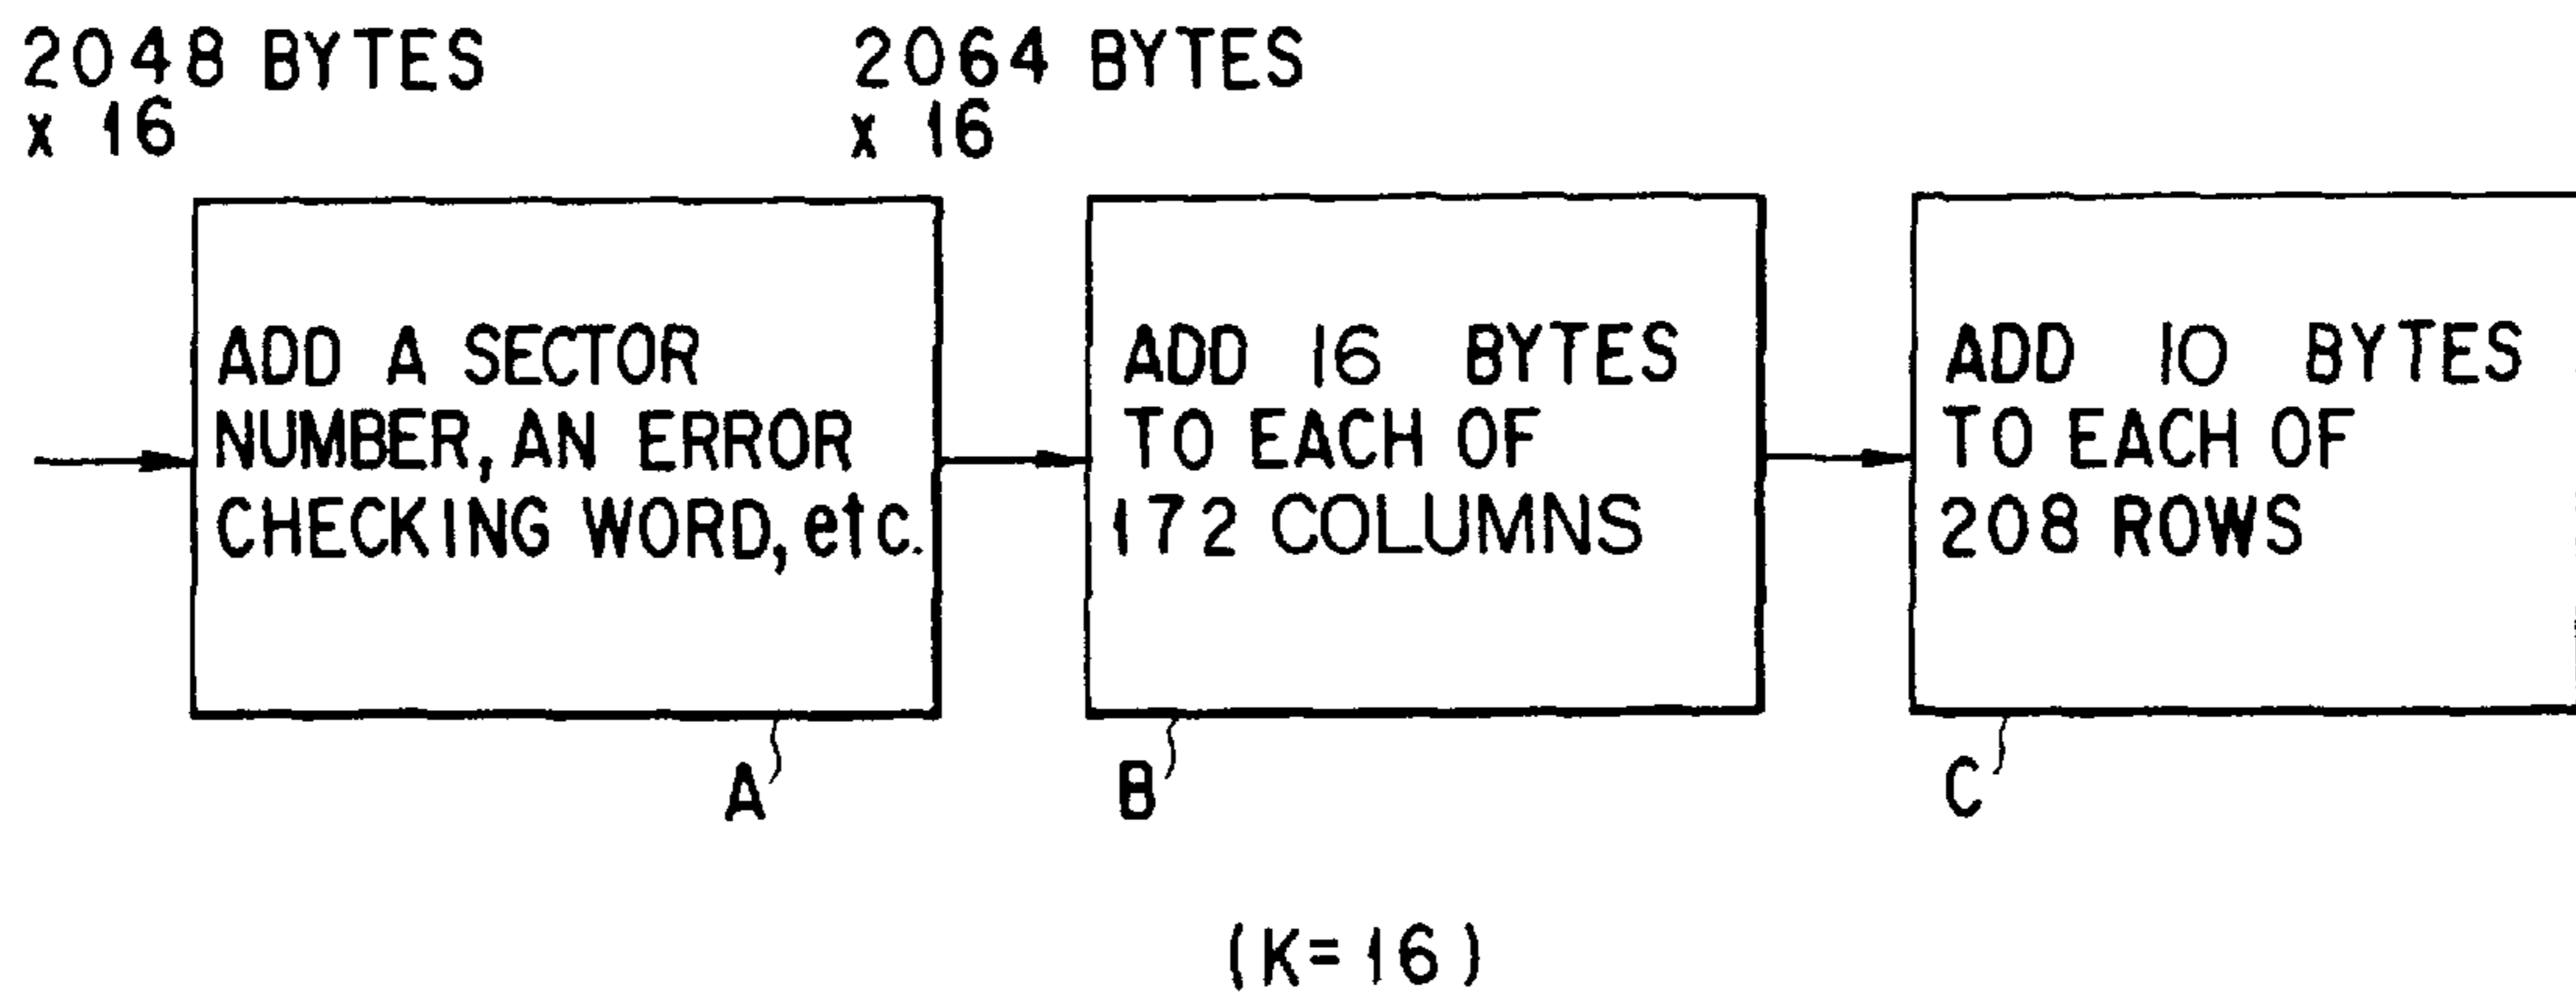 2048 BYTES
x 16
2064 BYTES
x 16
ADD A SECTOR
NUMBER, AN ERROR
CHECKING WORD, etc.
A
ADD 16 BYTES
TO EACH OF
172 COLUMNS
B
ADD 10 BYTES
TO EACH OF
208 ROWS
C
(K=16)